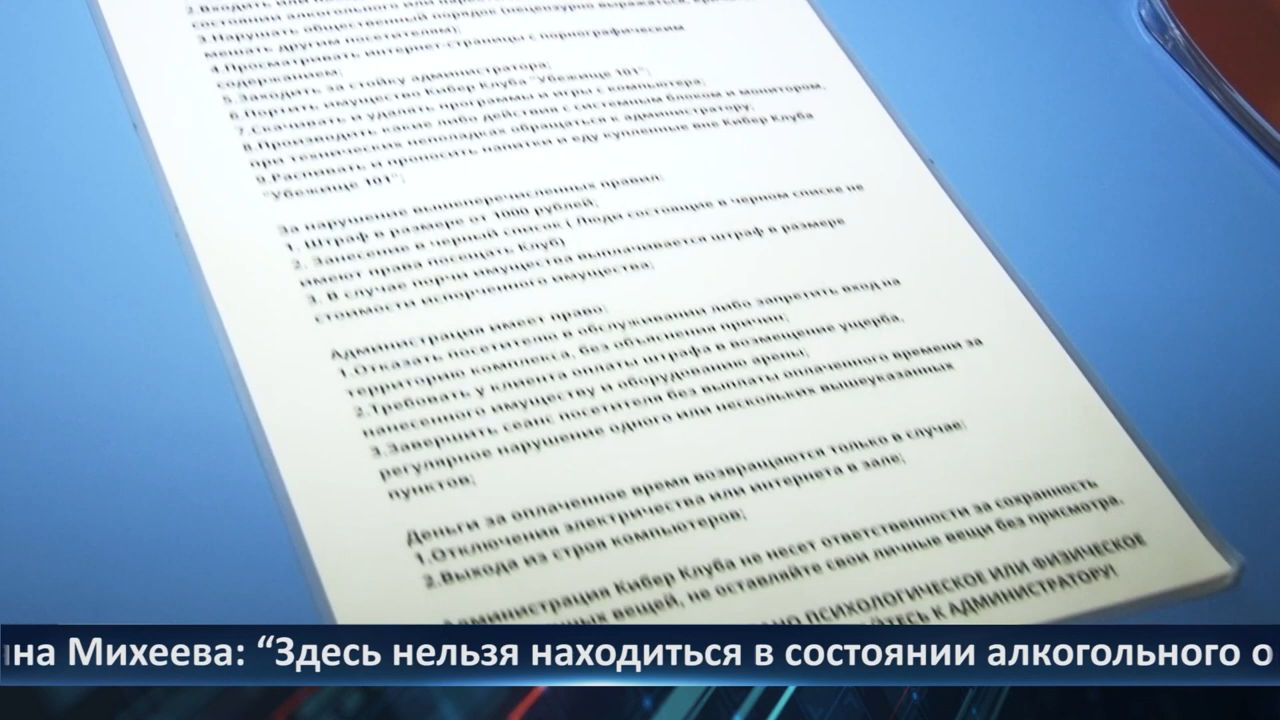 2.Входить или
состоянии алкогольного или
3.Нарушать общественный порядок (нецензурно выражаться,
мешать другим посетителям);
4.Просматривать интернет-страницы с порнографическим
содержанием;
5.Заходить за стойку администратора;
6.Портить имущество Кибер Клуба "Убежище 101";
7.Скачивать и удалять программы и игры с компьютера;
8.Производить какие либо действия с системным блоком и монитором,
при технических неполадках обращаться к администратору;
9.Распивать и проносить напитки и еду купленные вне Кибер Клуба
"Убежище 101";
За нарушение вышеперечисленных правил:
1. Штраф в размере от 1000 рублей;
2. Занесение в черный список ( Люди состоящие в черном списке не
имеют права посещать Клуб)
3. В случае порчи имущества выплачивается штраф в размере
стоимости испорченного имущества;
Администрация имеет право:
1.Отказать посетителю в обслуживании либо запретить вход на
территорию комплекса, без объяснения причин;
2.Требовать у клиента оплаты штрафа в возмещение ущерба,
нанесенного имуществу и оборудованию арены;
3.Завершить сеанс посетителя без выплаты оплаченного времени за
регулярное нарушение одного или нескольких вышеуказанных
пунктов;
Деньги за оплаченное время возвращаются только в случае:
1.Отключения электричества или интернета в зале;
2.Выхода из строя компьютеров;
Администрация Кибер Клуба не несет ответственности за сохранность
вещей, не оставляйте свои личные вещи без присмотра.
ПСИХОЛОГИЧЕСКОЕ ИЛИ ФИЗИЧЕСКОЕ
К АДМИНИСТРАТОРУ!
Михеева: “Здесь нельзя находиться в состоянии алкогольного о